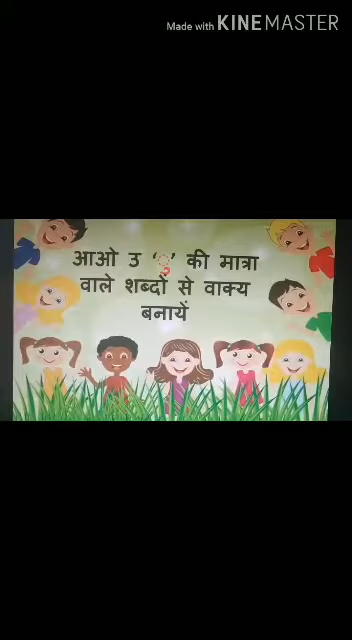 Made with KINEMASTER
आओ उ ‘ ु ’ की मात्रा
वाले शब्दों से वाक्य
बनायें